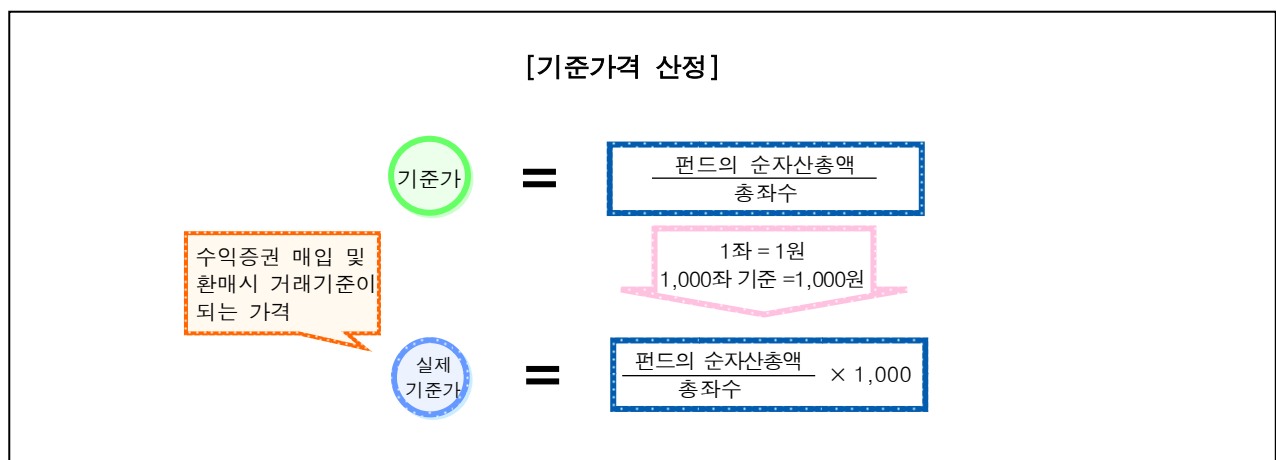 [기준가격 산정]
기준가
=
펀드의 순자산총액
총좌수
수익증권 매입 및
환매시 거래기준이
되는 가격
1좌 = 1원
1,000좌 기준 =1,000원
실제
기준가
=
펀드의 순자산총액
총좌수
× 1,000